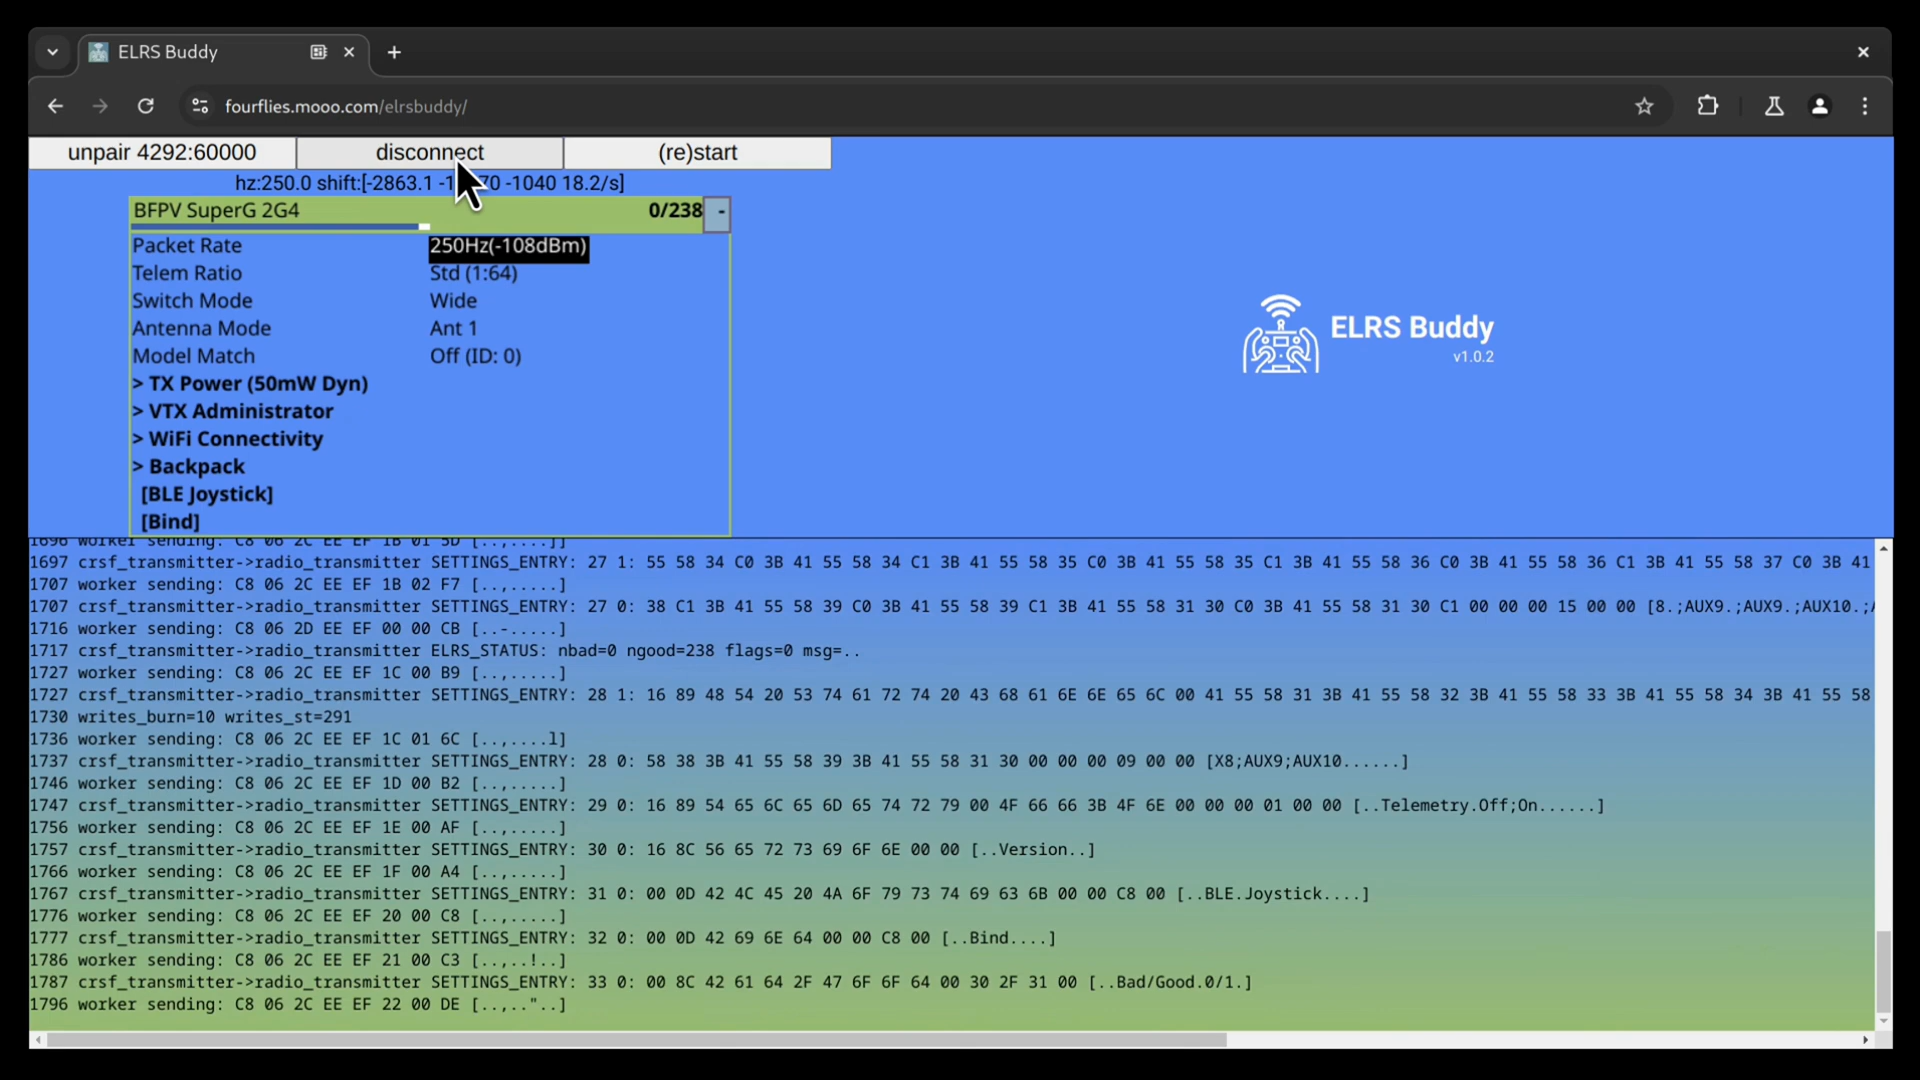 ELRS Buddy
fourflies.mooo.com/elrsbuddy/
unpair 4292:60000 disconnect (re)start
hz:250.0 shift:[-2863.1 70 -1040 18.2/s]
BFPV SuperG 2G4 0/238 -
Packet Rate 250Hz(-108dBm)
Telem Ratio Std (1:64)
Switch Mode Wide
Antenna Mode Ant 1
Model Match Off (ID: 0)
> TX Power (50mW Dyn)
> VTX Administrator
> WiFi Connectivity
> Backpack
[BLE Joystick]
[Bind]
ELRS Buddy
v1.0.2
1696 worker sending: C8 06 2C EE EF 1B 01 5D [..,....]]
1697 crsf_transmitter->radio_transmitter SETTINGS_ENTRY: 27 1: 55 58 34 C0 3B 41 55 58 34 C1 3B 41 55 58 35 C0 3B 41 55 58 35 C1 3B 41 55 58 36 C0 3B 41 55 58 36 C1 3B 41 55 58 37 C0 3B 41
1707 worker sending: C8 06 2C EE EF 1B 02 F7 [..,.....]
1707 crsf_transmitter->radio_transmitter SETTINGS_ENTRY: 27 0: 38 C1 3B 41 55 58 39 C0 3B 41 55 58 39 C1 3B 41 55 58 31 30 C0 3B 41 55 58 31 30 C1 00 00 00 15 00 00 [8.;AUX9.;AUX9.;AUX10.;
1716 worker sending: C8 06 2D EE EF 00 00 CB [..-.....]
1717 crsf_transmitter->radio_transmitter ELRS_STATUS: nbad=0 ngood=238 flags=0 msg=..
1727 worker sending: C8 06 2C EE EF 1C 00 B9 [..,.....]
1727 crsf_transmitter->radio_transmitter SETTINGS_ENTRY: 28 1: 16 89 48 54 20 53 74 61 72 74 20 43 68 61 6E 6E 65 6C 00 41 55 58 31 3B 41 55 58 32 3B 41 55 58 33 3B 41 55 58 34 3B 41 55 58
1730 writes_burn=10 writes_st=291
1736 worker sending: C8 06 2C EE EF 1C 01 6C [..,....l]
1737 crsf_transmitter->radio_transmitter SETTINGS_ENTRY: 28 0: 58 38 3B 41 55 58 39 3B 41 55 58 31 30 00 00 00 09 00 00 [X8;AUX9;AUX10......]
1746 worker sending: C8 06 2C EE EF 1D 00 B2 [..,.....]
1747 crsf_transmitter->radio_transmitter SETTINGS_ENTRY: 29 0: 16 89 54 65 6C 65 6D 65 74 72 79 00 4F 66 66 3B 4F 6E 00 00 00 01 00 00 [..Telemetry.Off;On......]
1756 worker sending: C8 06 2C EE EF 1E 00 AF [..,.....]
1757 crsf_transmitter->radio_transmitter SETTINGS_ENTRY: 30 0: 16 8C 56 65 72 73 69 6F 6E 00 00 [..Version..]
1766 worker sending: C8 06 2C EE EF 1F 00 A4 [..,.....]
1767 crsf_transmitter->radio_transmitter SETTINGS_ENTRY: 31 0: 00 0D 42 4C 45 20 4A 6F 79 73 74 69 63 6B 00 00 C8 00 [..BLE.Joystick....]
1776 worker sending: C8 06 2C EE EF 20 00 C8 [..,.....]
1777 crsf_transmitter->radio_transmitter SETTINGS_ENTRY: 32 0: 00 0D 42 69 6E 64 00 00 C8 00 [..Bind....]
1786 worker sending: C8 06 2C EE EF 21 00 C3 [..,..!..]
1787 crsf_transmitter->radio_transmitter SETTINGS_ENTRY: 33 0: 00 8C 42 61 64 2F 47 6F 6F 64 00 30 2F 31 00 [..Bad/Good.0/1.]
1796 worker sending: C8 06 2C EE EF 22 00 DE [..,.."..]